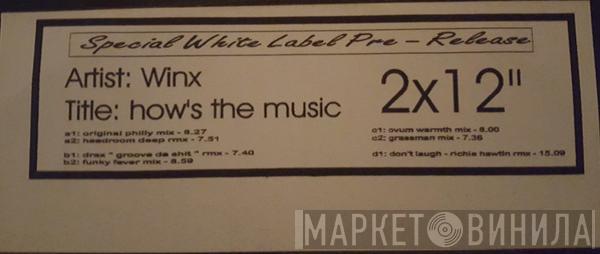 Special White Label Pre - Release
Artist: Winx
Title: how's the music
2x12"
a1: original philly mix - 8.27
a2: headroom deep rmx - 7.51
b1: drax " groove da shit " rmx - 7.40
b2: funky fever mix - 8.59
c1: ovum warmth mix - 8.00
c2: grassman mix - 7.36
d1: don't laugh - richie hawtin rmx - 15.09
МАРКЕТ ВИНИЛА